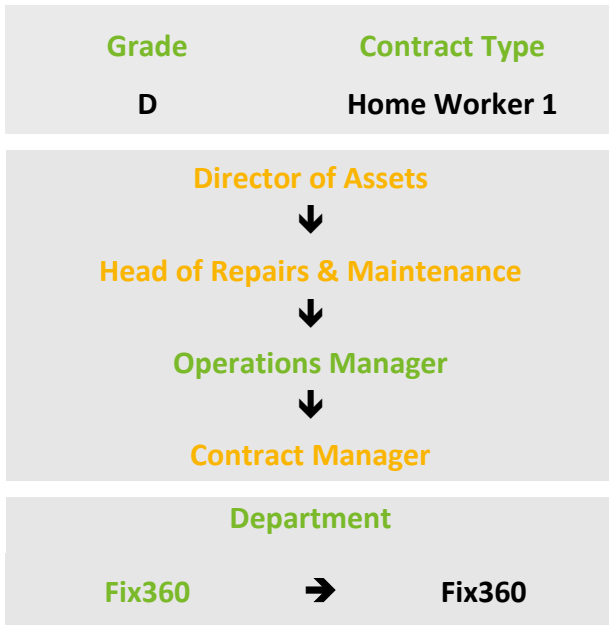 Grade Contract Type
D Home Worker 1
Director of Assets
↓
Head of Repairs & Maintenance
↓
Operations Manager
↓
Contract Manager
Department
Fix360 → Fix360